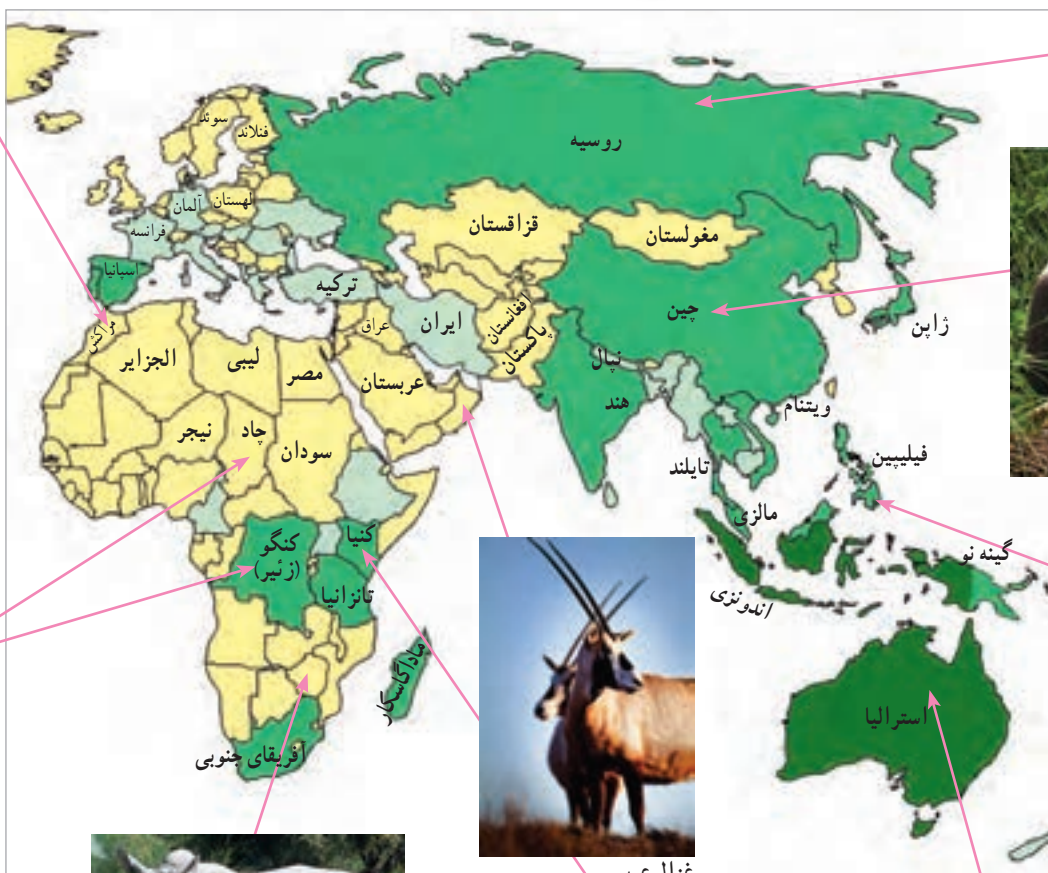 سوئد
فنلاند
روسیه
لهستان
آلمان
فرانسه
اسپانیا
قزاقستان
مغولستان
ترکیه
چین
ژاپن
مراکش
الجزایر
لیبی
مصر
عراق
ایران
افغانستان
پاکستان
عربستان
نپال
هند
ویتنام
نیجر
چاد
سودان
تایلند
فیلیپین
مالزی
گینه نو
کنگو
(زئیر)
کنیا
تانزانیا
اندونزی
ماداگاسکار
استرالیا
آفریقای جنوبی